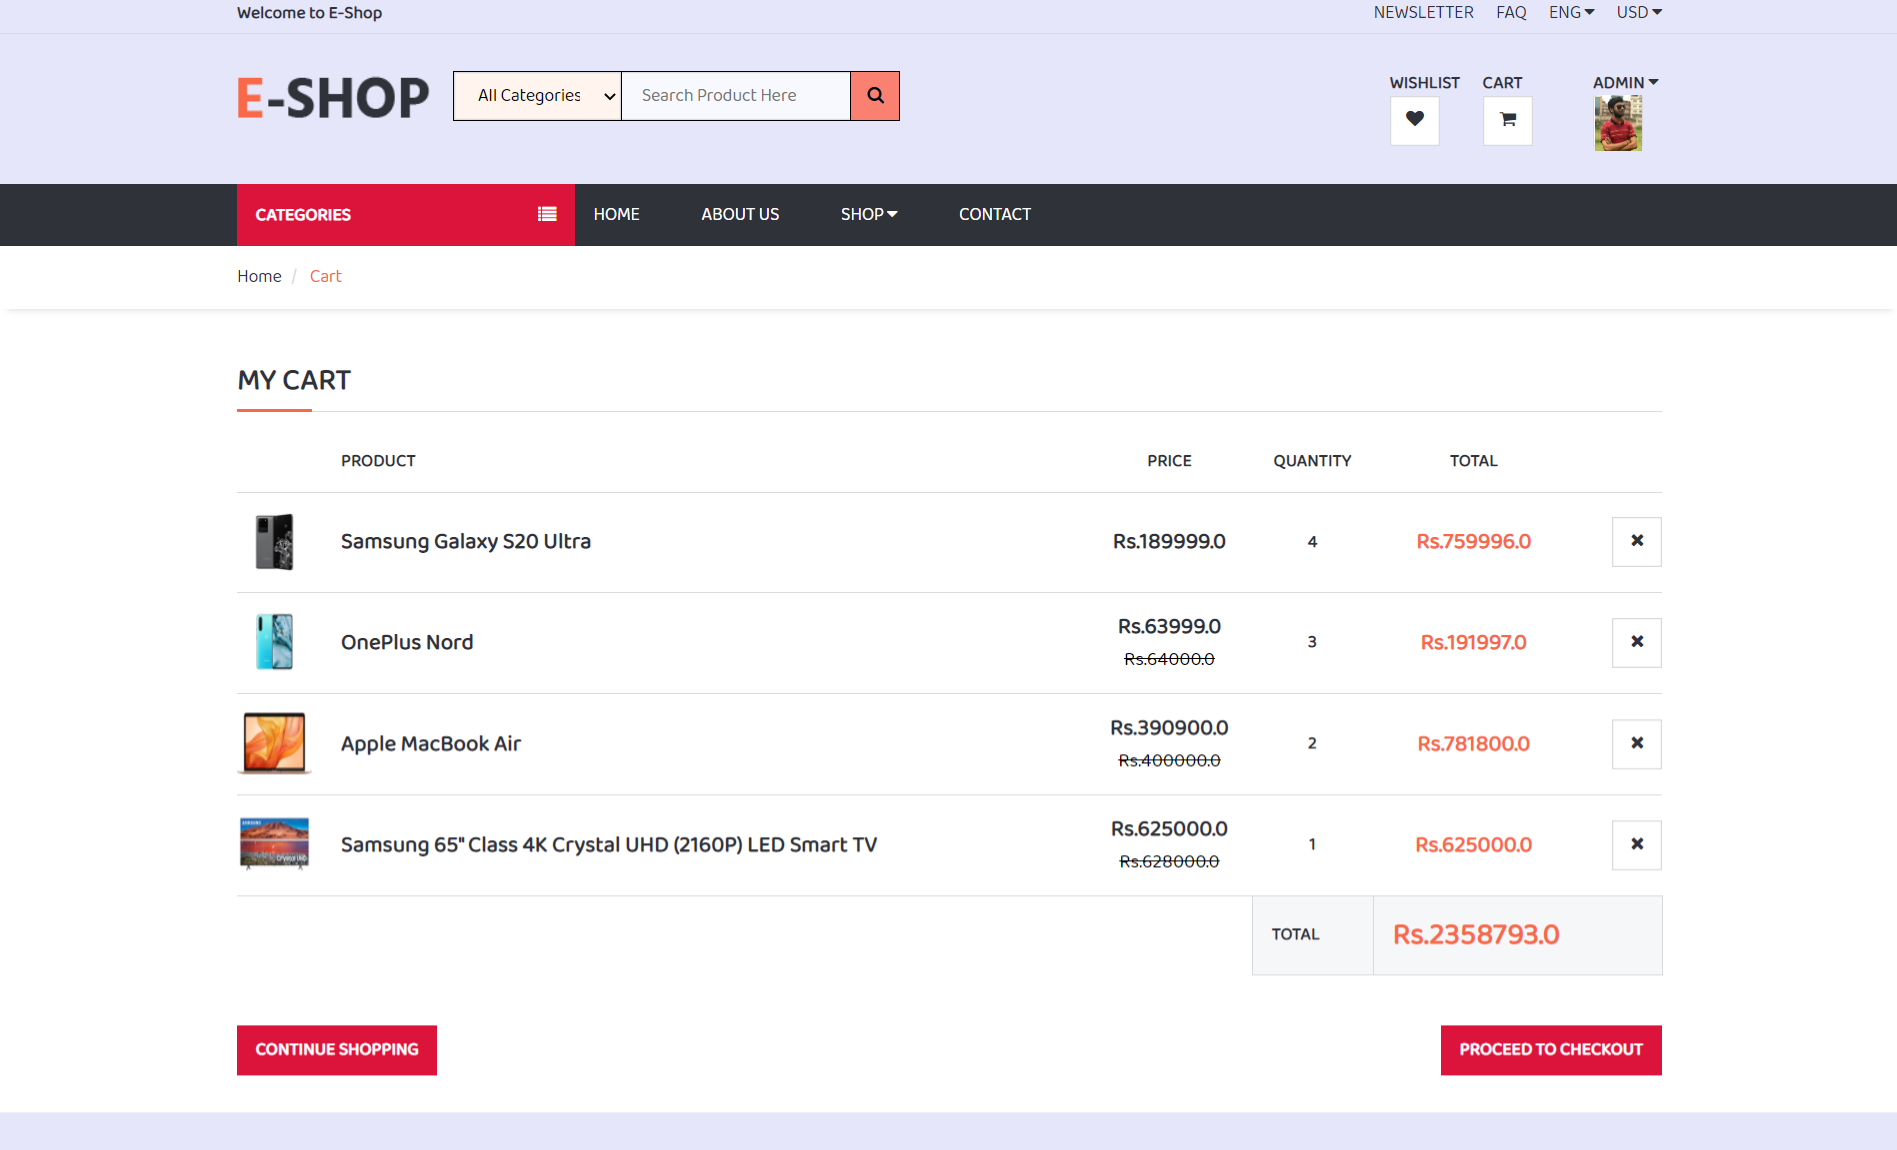 Welcome to E-Shop
NEWSLETTER FAQ ENG USD
E-SHOP
All Categories
Search Product Here
WISHLIST CART ADMIN
CATEGORIES
HOME ABOUT US SHOP CONTACT
Home / Cart
MY CART
PRODUCT PRICE QUANTITY TOTAL
Samsung Galaxy S20 Ultra Rs.189999.0 4 Rs.759996.0
OnePlus Nord Rs.63999.0 3 Rs.191997.0
Rs.64000.0
Apple MacBook Air Rs.390900.0 2 Rs.781800.0
Rs.400000.0
SAMSUNG
Crystal UHD
Samsung 65" Class 4K Crystal UHD (2160P) LED Smart TV Rs.625000.0 1 Rs.625000.0
Rs.628000.0
TOTAL Rs.2358793.0
CONTINUE SHOPPING PROCEED TO CHECKOUT